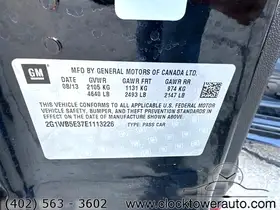 GM
MFD BY GENERAL MOTORS OF CANADA LTD.
DATE GVWR GAWR FRT GAWR RR
08/13 2105 KG 1131 KG 974 KG
4640 LB 2493 LB 2147 LB
THIS VEHICLE CONFORMS TO ALL APPLICABLE U.S. FEDERAL MOTOR
VEHICLE SAFETY, BUMPER, AND THEFT PREVENTION STANDARDS IN
EFFECT ON THE DATE OF MANUFACTURE SHOWN ABOVE.
2G1WB5E37E1113226 TYPE: PASS CAR
(402) 563 - 3602 www.clocktowerauto.com